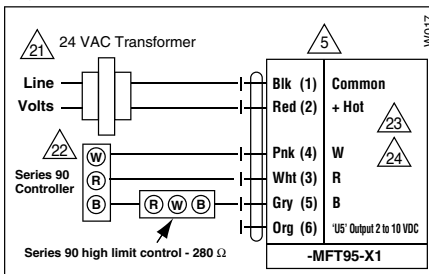 21 24 VAC Transformer
5
W017
Line
Volts
Blk (1) Common
Red (2) + Hot
23
22
W Pnk (4) W
24
Series 90
Controller
R Wht (3) R
B R W B Gry (5) B
Org (6) 'U5' Output 2 to 10 VDC
Series 90 high limit control - 280 Ω
-MFT95-X1